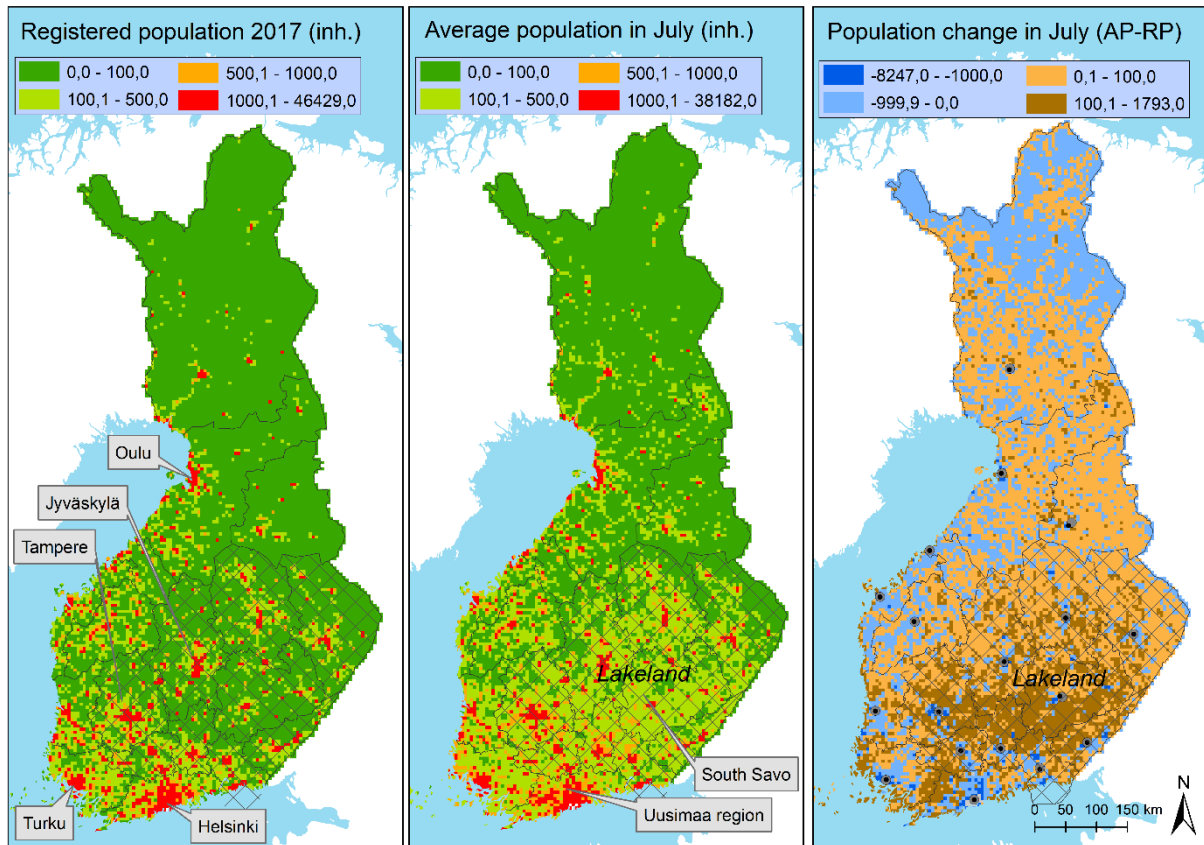 Registered population 2017 (inh.)
0,0 - 100,0
500,1 - 1000,0
100,1 - 500,0
1000,1 - 46429,0
Oulu
Jyväskylä
Tampere
Turku
Helsinki
Average population in July (inh.)
0,0 - 100,0
500,1 - 1000,0
100,1 - 500,0
1000,1 - 38182,0
Lakeland
South Savo
Uusimaa region
Population change in July (AP-RP)
-8247,0 - -1000,0
0,1 - 100,0
-999,9 - 0,0
100,1 - 1793,0
Lakeland
N
0 50 100 150 km